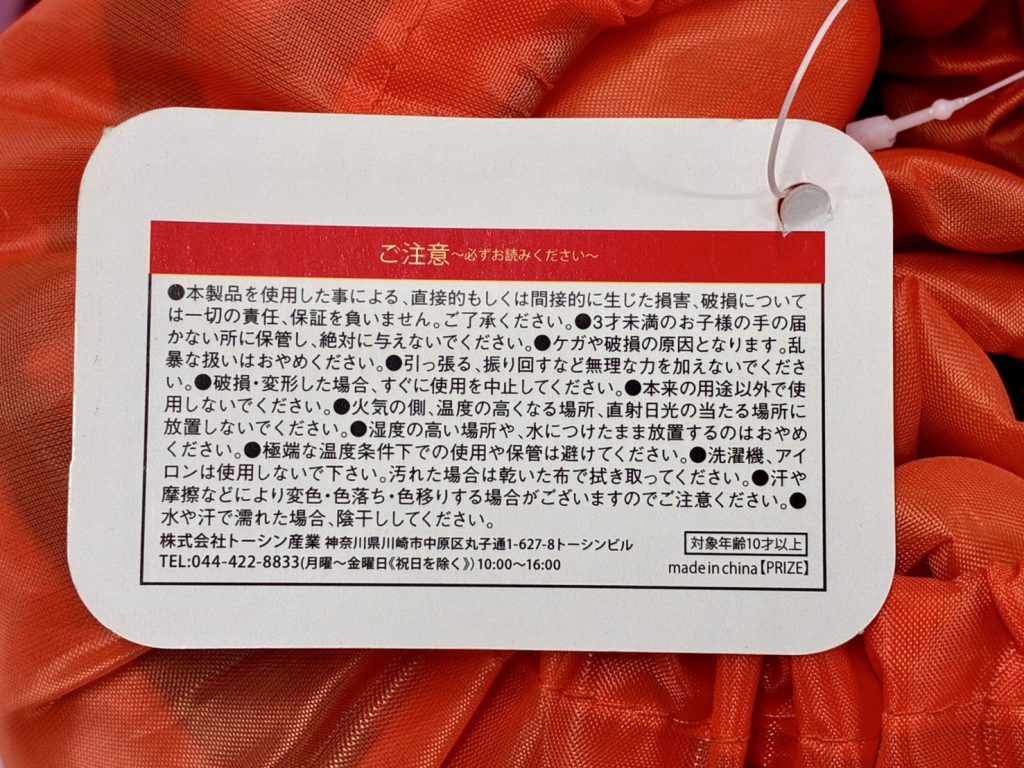 ご注意～必ずお読みください～
●本製品を使用した事による、直接的もしくは間接的に生じた損害、破損について
は一切の責任、保証を負いません。ご了承ください。●3才未満のお子様の手の届
かない所に保管し、絶対に与えないでください。●ケガや破損の原因となります。乱
暴な扱いはおやめください。●引っ張る、振り回すなど無理な力を加えないでくださ
い。●破損・変形した場合、すぐに使用を中止してください。●本来の用途以外で使
用しないでください。●火気の側、温度の高くなる場所、直射日光の当たる場所に
放置しないでください。●湿度の高い場所や、水につけたまま放置するのはおやめ
ください。●極端な温度条件下での使用や保管は避けてください。●洗濯機、アイ
ロンは使用しないで下さい。汚れた場合は乾いた布で拭き取ってください。●汗や
摩擦などにより変色・色落ち・色移りする場合がございますのでご注意ください。●
水や汗で濡れた場合、陰干ししてください。
株式会社トーシン産業 神奈川県川崎市中原区丸子通1-627-8トーシンビル
対象年齢10才以上
TEL:044-422-8833(月曜～金曜日《祝日を除く》)10:00～16:00
made in china【PRIZE】